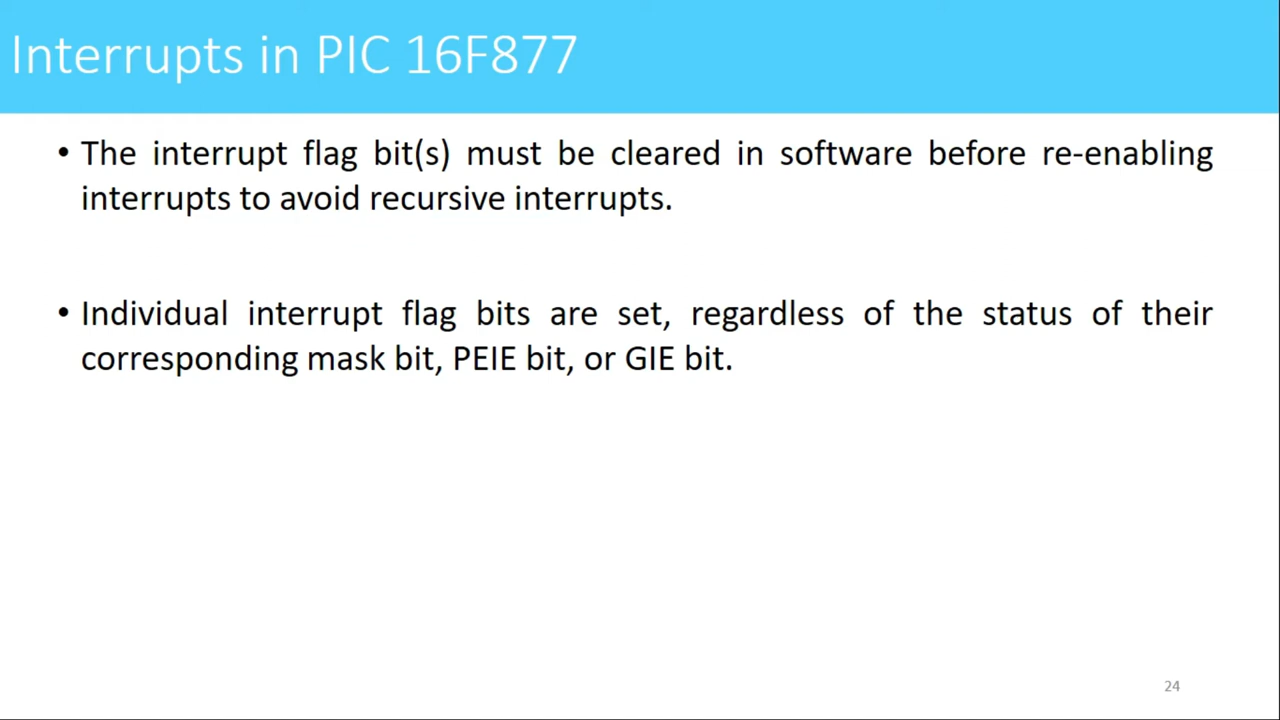 Interrupts in PIC 16F877
• The interrupt flag bit(s) must be cleared in software before re-enabling
interrupts to avoid recursive interrupts.
• Individual interrupt flag bits are set, regardless of the status of their
corresponding mask bit, PEIE bit, or GIE bit.
24